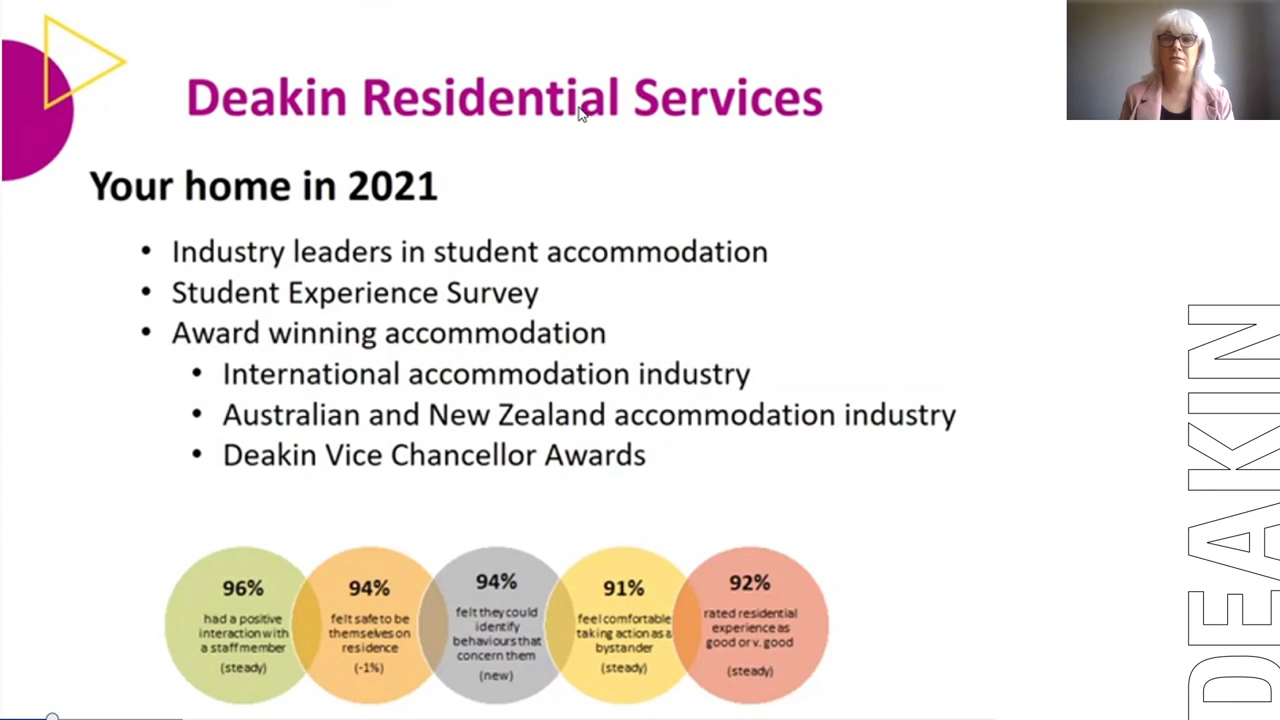 Deakin Residential Services
Your home in 2021
• Industry leaders in student accommodation
• Student Experience Survey
• Award winning accommodation
• International accommodation industry
• Australian and New Zealand accommodation industry
• Deakin Vice Chancellor Awards
96%
had a positive
interaction with
a staff member
(steady)
94%
felt safe to be
themselves on
residence
(-1%)
94%
felt they could
identify
behaviours that
concern them
(new)
91%
feel comfortable
taking action as a
bystander
(steady)
92%
rated residential
experience as
good or v. good
(steady)
DEAKIN